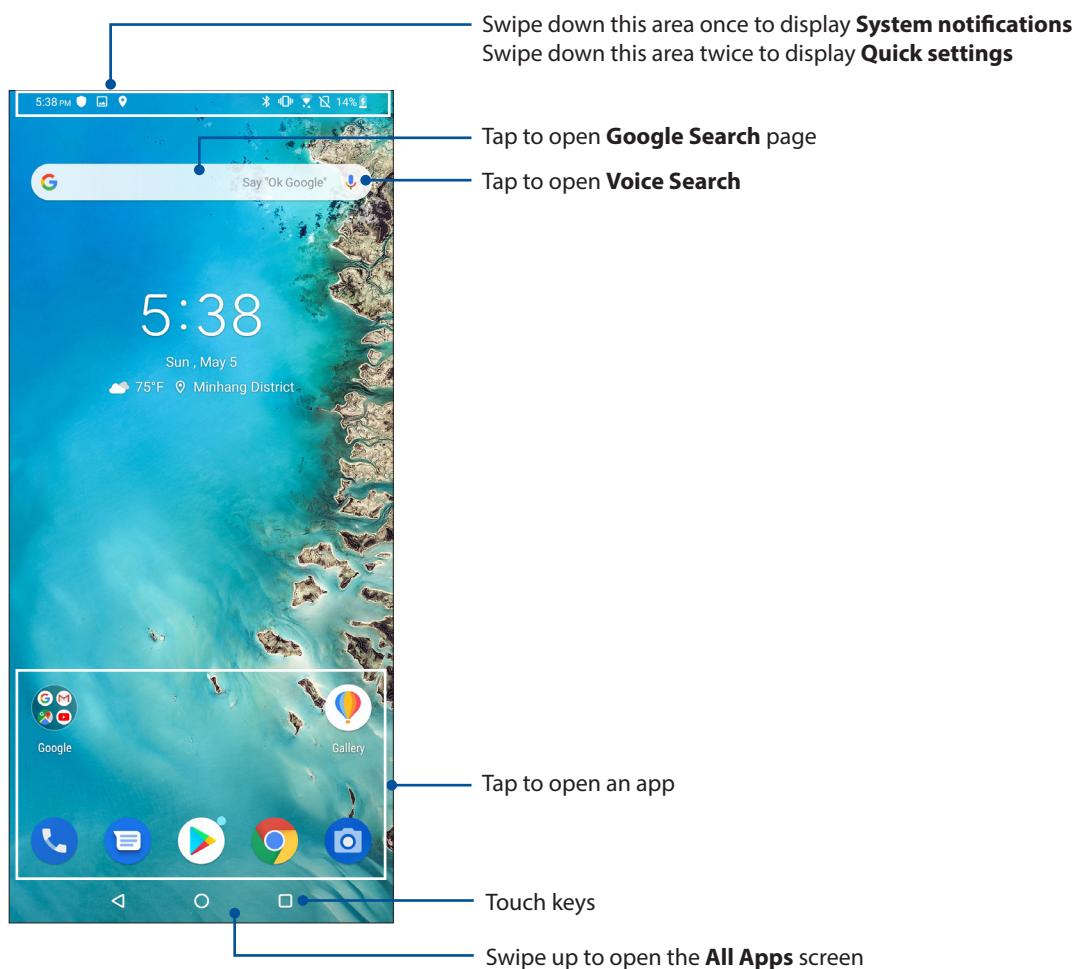 Swipe down this area once to display System notifications
Swipe down this area twice to display Quick settings
5:38 PM
14%
Tap to open Google Search page
G
Say "Ok Google"
Tap to open Voice Search
5:38
Sun , May 5
75°F Minhang District
G M
Google
Gallery
Tap to open an app
Touch keys
Swipe up to open the All Apps screen